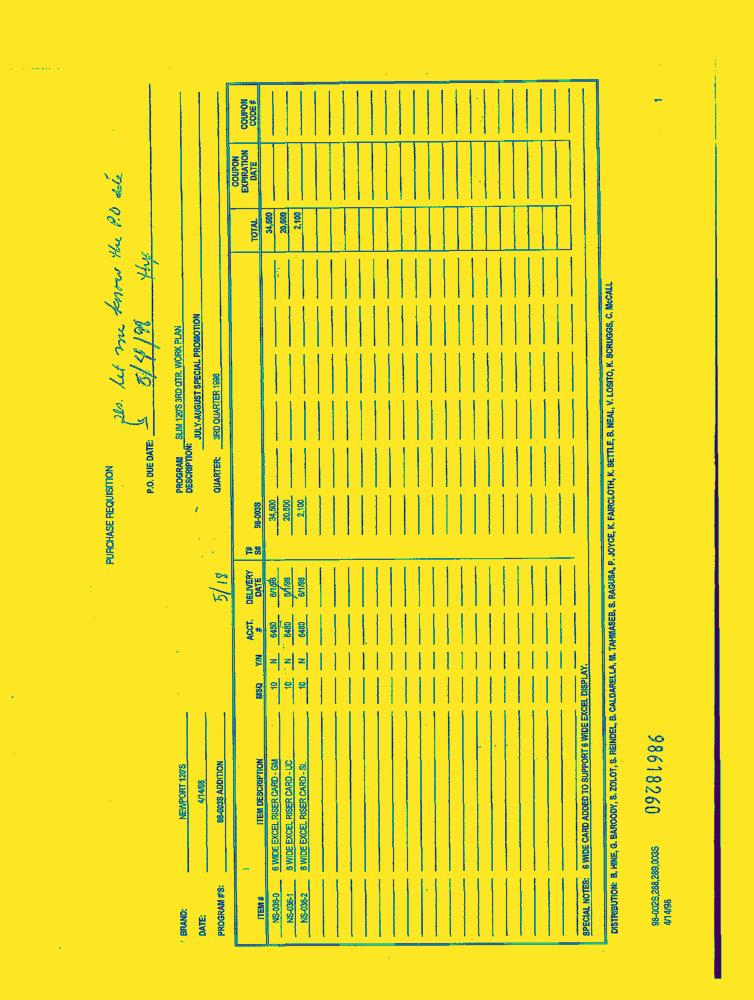 PURCHASE REQUISITION
pls. let me know the P.O date
BRAND: NEWPORT 120'S
P.O. DUE DATE: 5/4/98
DATE: 4/14/98
PROGRAM DESCRIPTION: SLIM 120'S 3RD QTR. WORK PLAN
JULY-AUGUST SPECIAL PROMOTION
PROGRAM #'S: 98-003S ADDITION
QUARTER: 3RD QUARTER 1998
5/18
ITEM # ITEM DESCRIPTION MSQ Y/N ACCT. # DELIVERY DATE T# S# 98-003S TOTAL COUPON EXPIRATION DATE COUPON CODE #
NS-036-0 6 WIDE EXCEL RISER CARD - GM 10 N 6480 6/1/98 34,500 34,500
NS-036-1 6 WIDE EXCEL RISER CARD - UC 10 N 6480 6/1/98 20,600 20,600
NS-036-2 6 WIDE EXCEL RISER CARD - SL 10 N 6480 6/1/98 2,100 2,100
SPECIAL NOTES: 6 WIDE CARD ADDED TO SUPPORT 6 WIDE EXCEL DISPLAY.
DISTRIBUTION: B. HINE, G. BAROODY, S. ZOLOT, S. REINDEL, B. CALDARELLA, M. TAHMASEB, S. RAGUSA, P. JOYCE, K. FAIRCLOTH, K. SETTLE, B. NEAL, V. LOSITO, K. SCRUGGS, C. McCALL
98-002S,288,289,003S
4/14/98
98618260
1